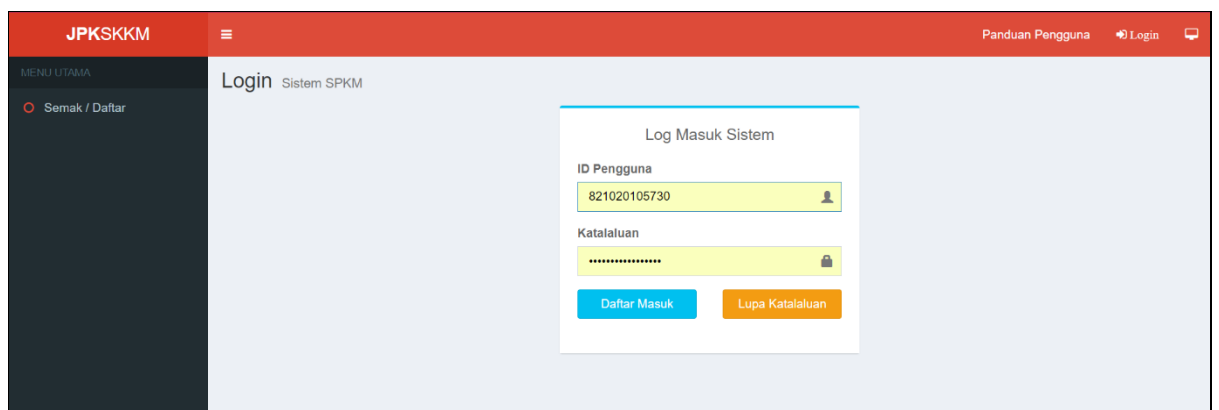 JPKSKKM
Panduan Pengguna
Login
MENU UTAMA
Semak / Daftar
Login Sistem SPKM
Log Masuk Sistem
ID Pengguna
821020105730
Katalaluan
•••••••••••••••••
Daftar Masuk
Lupa Katalaluan